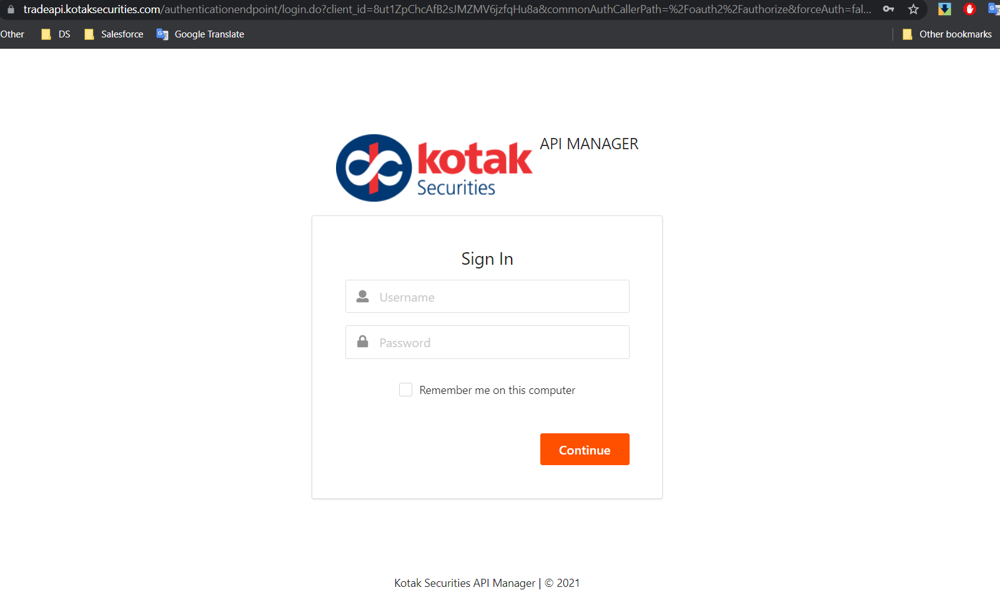 tradeapi.kotaksecurities.com/authenticationendpoint/login.do?client_id=8ut1ZpChcAfB2sJMZMV6jzfqHu8a&commonAuthCallerPath=%2Foauth2%2Fauthorize&forceAuth=fal...
Other DS Salesforce Google Translate Other bookmarks
kotak API MANAGER
Securities
Sign In
Username
Password
Remember me on this computer
Continue
Kotak Securities API Manager | © 2021